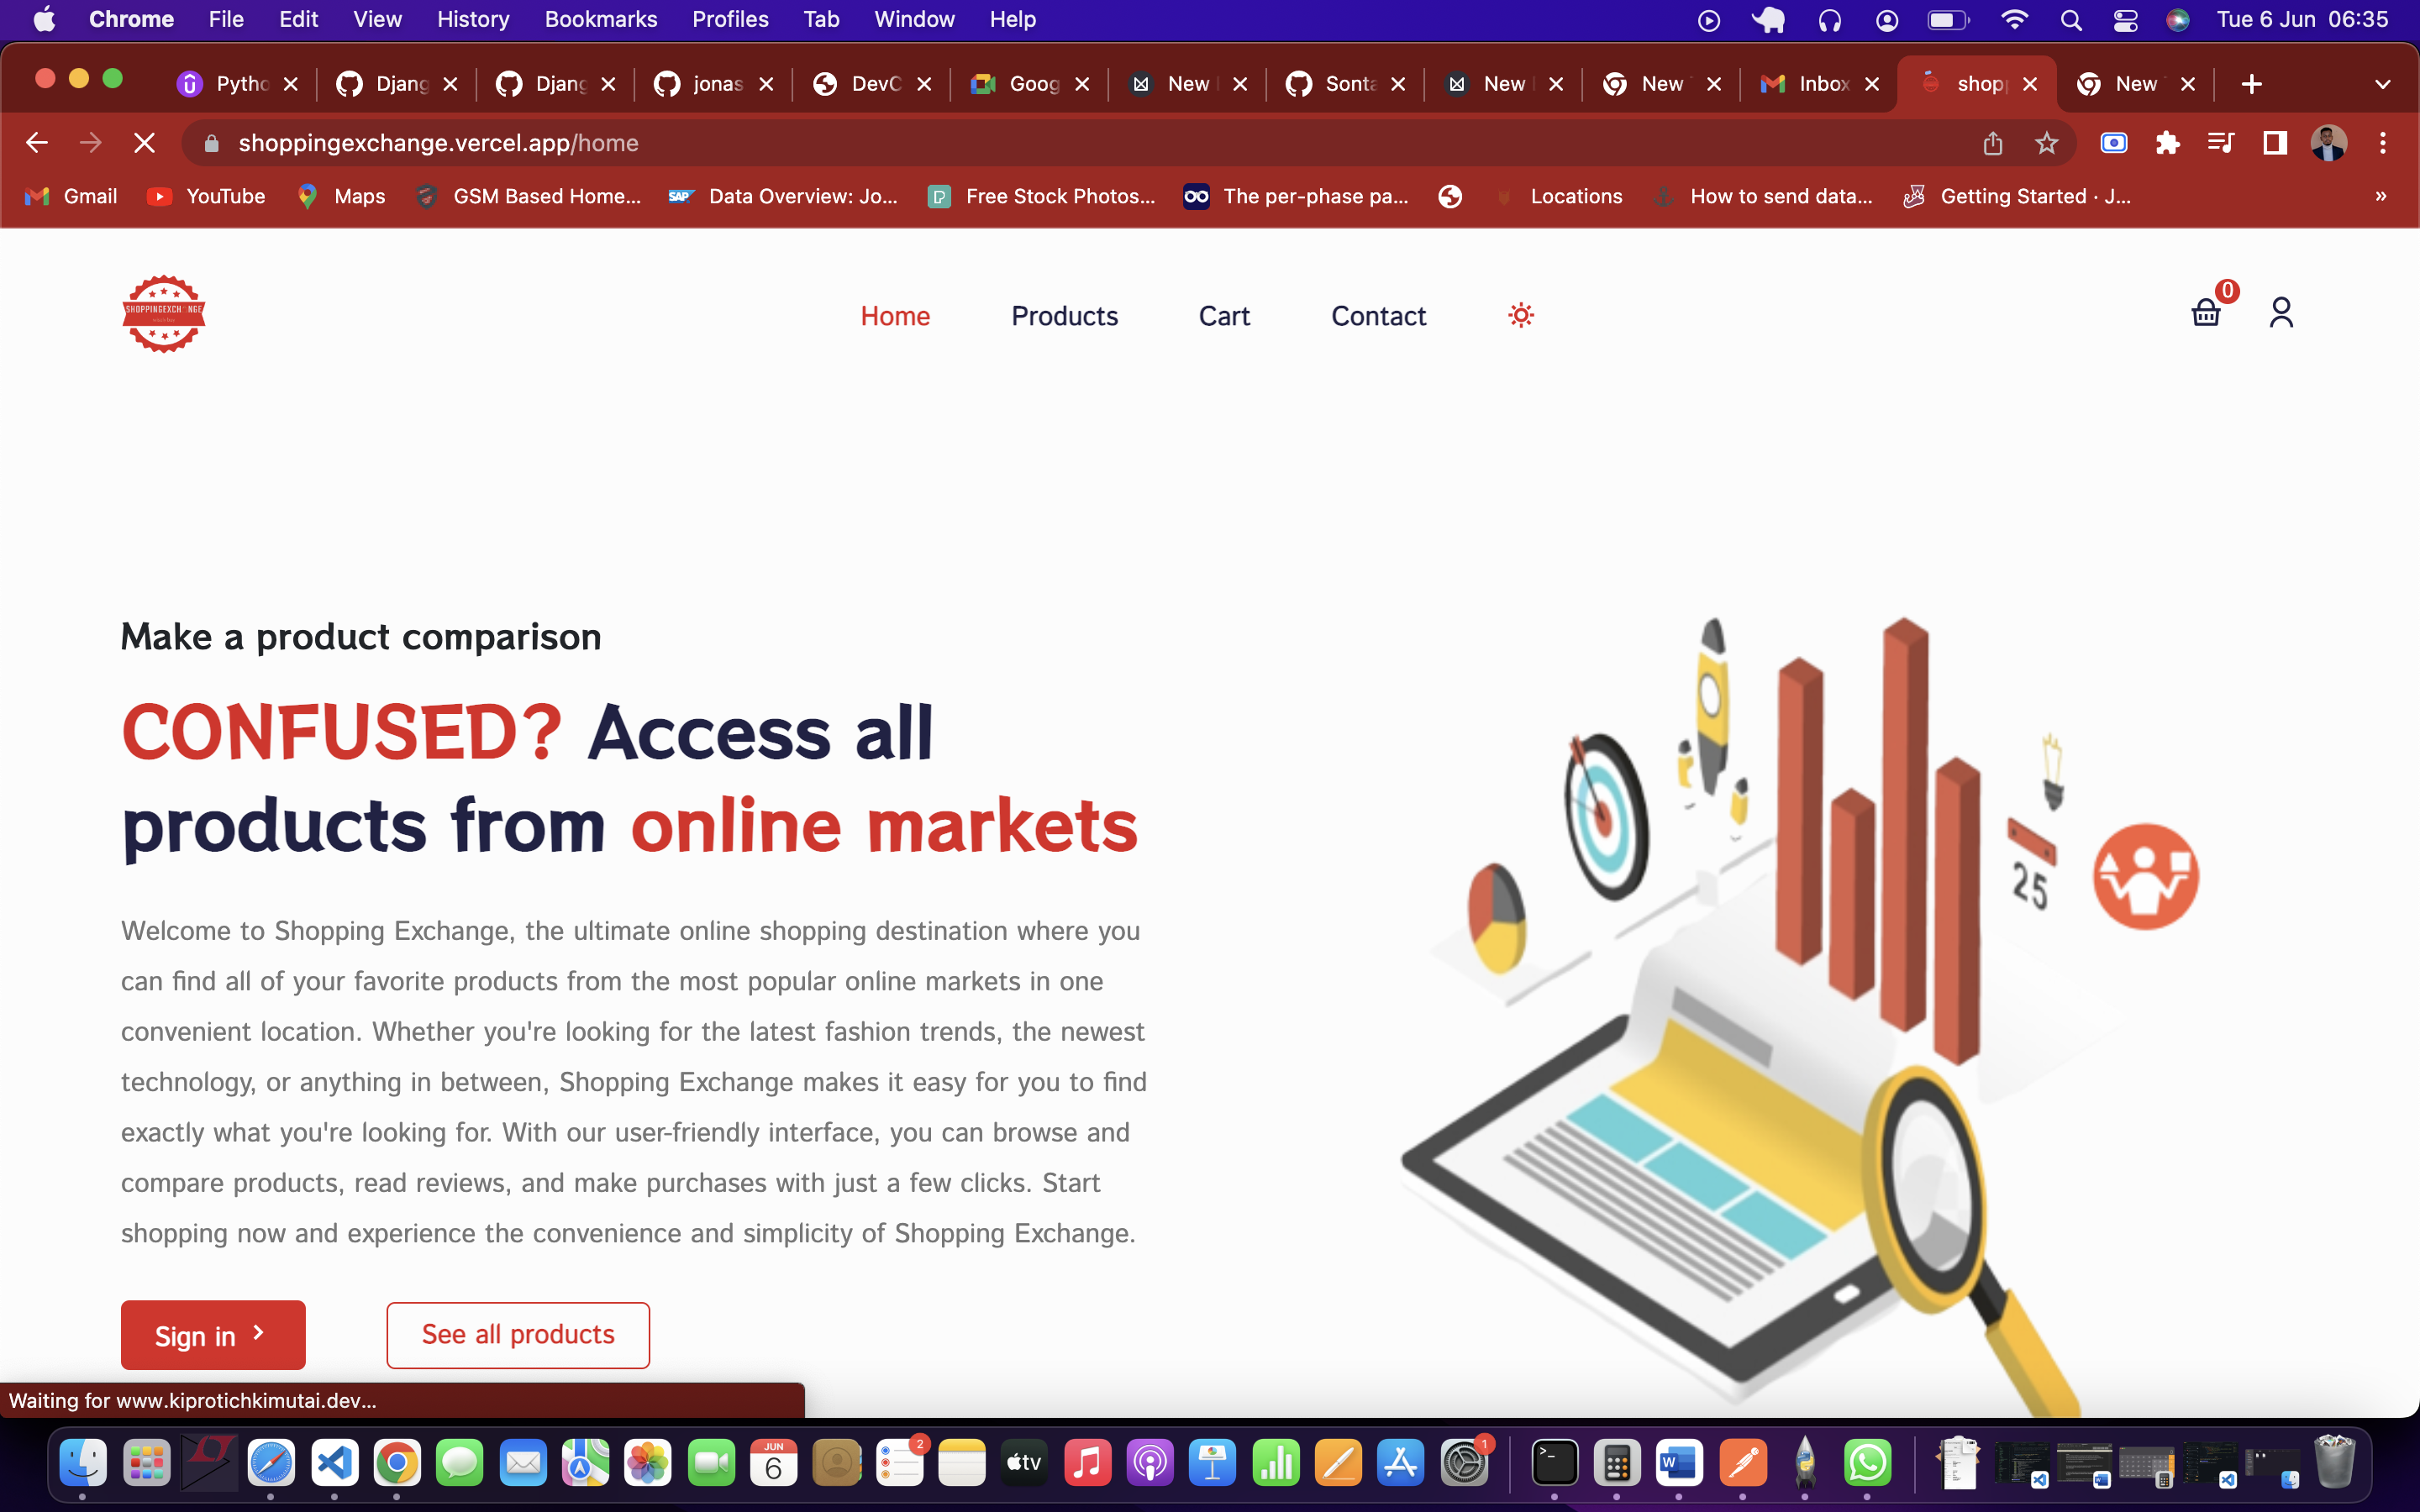 Chrome File Edit View History Bookmarks Profiles Tab Window Help Tue 6 Jun 06:35
Pytho Djang Djang jonas DevC Goog New Sonta New New Inbox shop New
shoppingexchange.vercel.app/home
Gmail YouTube Maps GSM Based Home... SAP Data Overview: Jo... Free Stock Photos... The per-phase pa... Locations How to send data... Getting Started · J... »
SHOPPINGEXCH NGE
Home Products Cart Contact 0
Make a product comparison
CONFUSED? Access all
products from online markets
25
Welcome to Shopping Exchange, the ultimate online shopping destination where you
can find all of your favorite products from the most popular online markets in one
convenient location. Whether you're looking for the latest fashion trends, the newest
technology, or anything in between, Shopping Exchange makes it easy for you to find
exactly what you're looking for. With our user-friendly interface, you can browse and
compare products, read reviews, and make purchases with just a few clicks. Start
shopping now and experience the convenience and simplicity of Shopping Exchange.
Sign in See all products
Waiting for www.kiprotichkimutai.dev...
JUN 6 2 tv 1 W